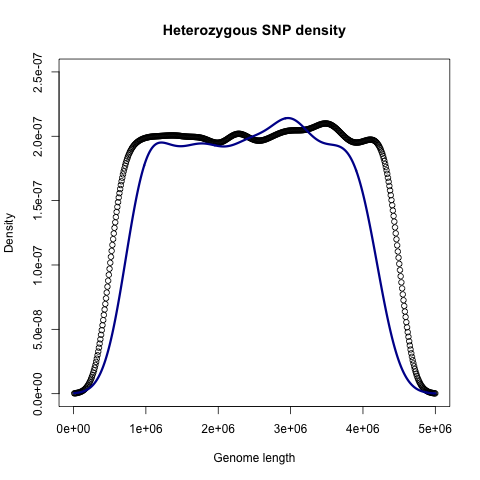 Heterozygous SNP density
2.5e-07
2.0e-07
1.5e-07
1.0e-07
5.0e-08
0.0e+00
Density
0e+00 1e+06 2e+06 3e+06 4e+06 5e+06
Genome length